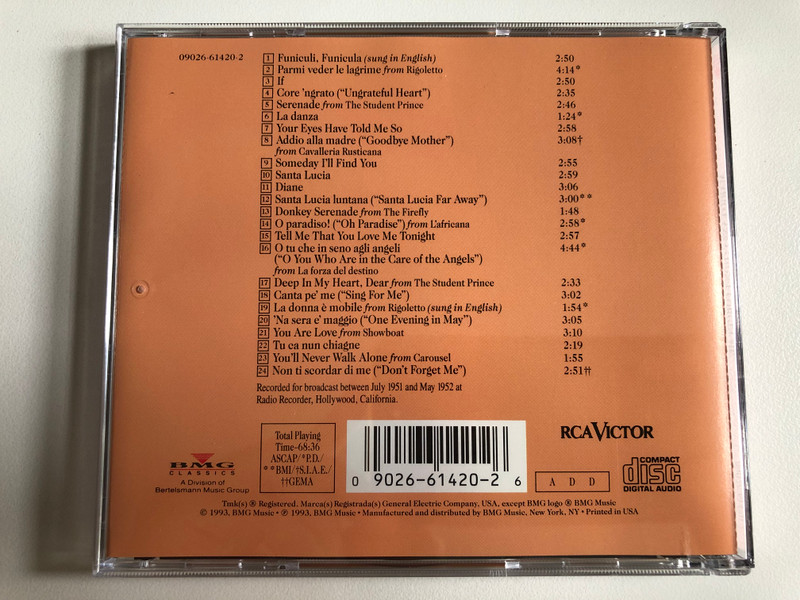 09026-61420-2
1 Funiculi, Funicula (sung in English) 2:50
2 Parmi veder le lagrime from Rigoletto 4:14*
3 If 2:50
4 Core 'ngrato ("Ungrateful Heart") 2:35
5 Serenade from The Student Prince 2:46
6 La danza 1:24*
7 Your Eyes Have Told Me So 2:58
8 Addio alla madre ("Goodbye Mother") 3:08†
from Cavalleria Rusticana
9 Someday I'll Find You 2:55
10 Santa Lucia 2:59
11 Diane 3:06
12 Santa Lucia luntana ("Santa Lucia Far Away") 3:00**
13 Donkey Serenade from The Firefly 1:48
14 O paradiso! ("Oh Paradise") from L'africana 2:58*
15 Tell Me That You Love Me Tonight 2:57
16 O tu che in seno agli angeli 4:44*
("O You Who Are in the Care of the Angels")
from La forza del destino
17 Deep In My Heart, Dear from The Student Prince 2:33
18 Canta pe' me ("Sing For Me") 3:02
19 La donna è mobile from Rigoletto (sung in English) 1:54*
20 'Na sera e' maggio ("One Evening in May") 3:05
21 You Are Love from Showboat 3:10
22 Tu ca nun chiagne 2:19
23 You'll Never Walk Alone from Carousel 1:55
24 Non ti scordar di me ("Don't Forget Me") 2:51††
Recorded for broadcast between July 1951 and May 1952 at
Radio Recorder, Hollywood, California.
BMG
CLASSICS
A Division of
Bertelsmann Music Group
Total Playing
Time-68:36
ASCAP/*P.D./
**BMI/†S.I.A.E./
††GEMA
0 9026-61420-2 6
RCA VICTOR
A D D
COMPACT
disc
DIGITAL AUDIO
Tmk(s) ® Registered. Marca(s) Registrada(s) General Electric Company, USA, except BMG logo ® BMG Music
© 1993, BMG Music • ℗ 1993, BMG Music • Manufactured and distributed by BMG Music, New York, NY • Printed in USA